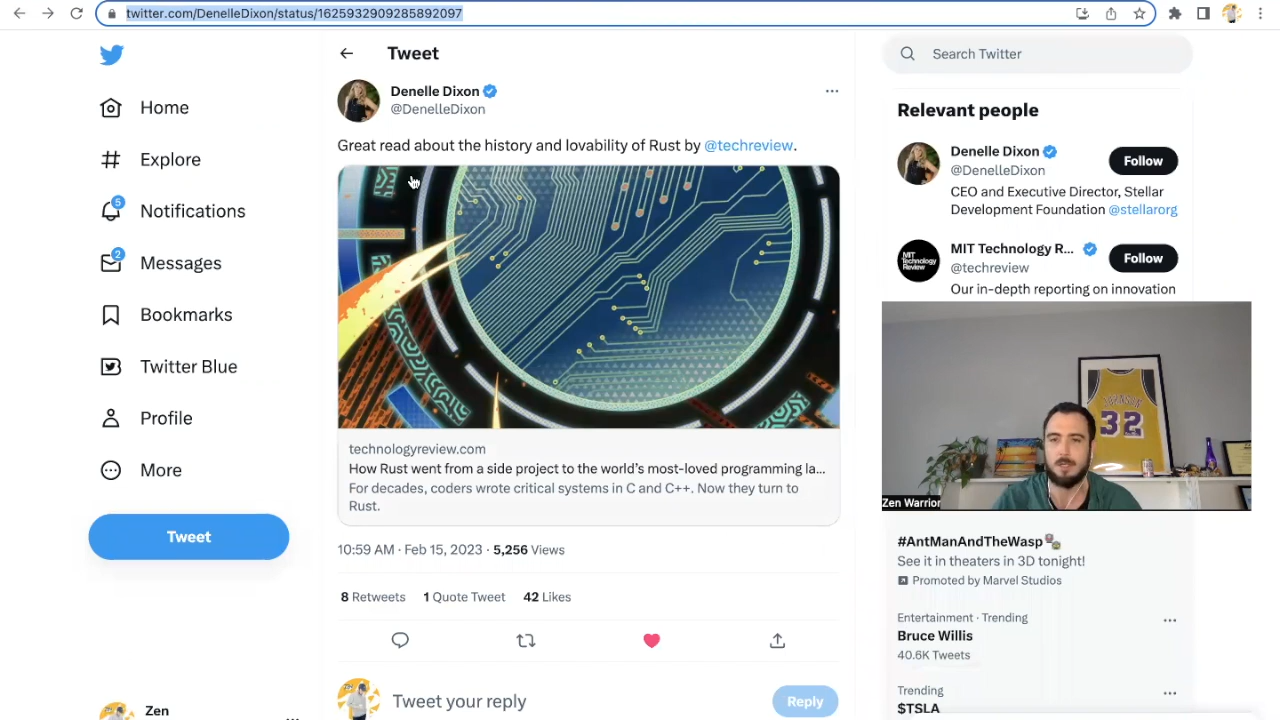 twitter.com/DenelleDixon/status/1625932909285892097
Home
Explore
5
Notifications
2
Messages
Bookmarks
Twitter Blue
Profile
More
Tweet
Zen
Tweet
Denelle Dixon
@DenelleDixon
Great read about the history and lovability of Rust by @techreview.
technologyreview.com
How Rust went from a side project to the world's most-loved programming la...
For decades, coders wrote critical systems in C and C++. Now they turn to
Rust.
10:59 AM · Feb 15, 2023 · 5,256 Views
8 Retweets 1 Quote Tweet 42 Likes
Tweet your reply
Reply
Search Twitter
Relevant people
Denelle Dixon
@DenelleDixon
Follow
CEO and Executive Director, Stellar
Development Foundation @stellarorg
MIT Technology R...
@techreview
Follow
MIT
Technology
Review
Our in-depth reporting on innovation
JOHNSON
32
Zen Warrior
#AntManAndTheWasp
See it in theaters in 3D tonight!
Promoted by Marvel Studios
Entertainment · Trending
Bruce Willis
40.6K Tweets
Trending
$TSLA